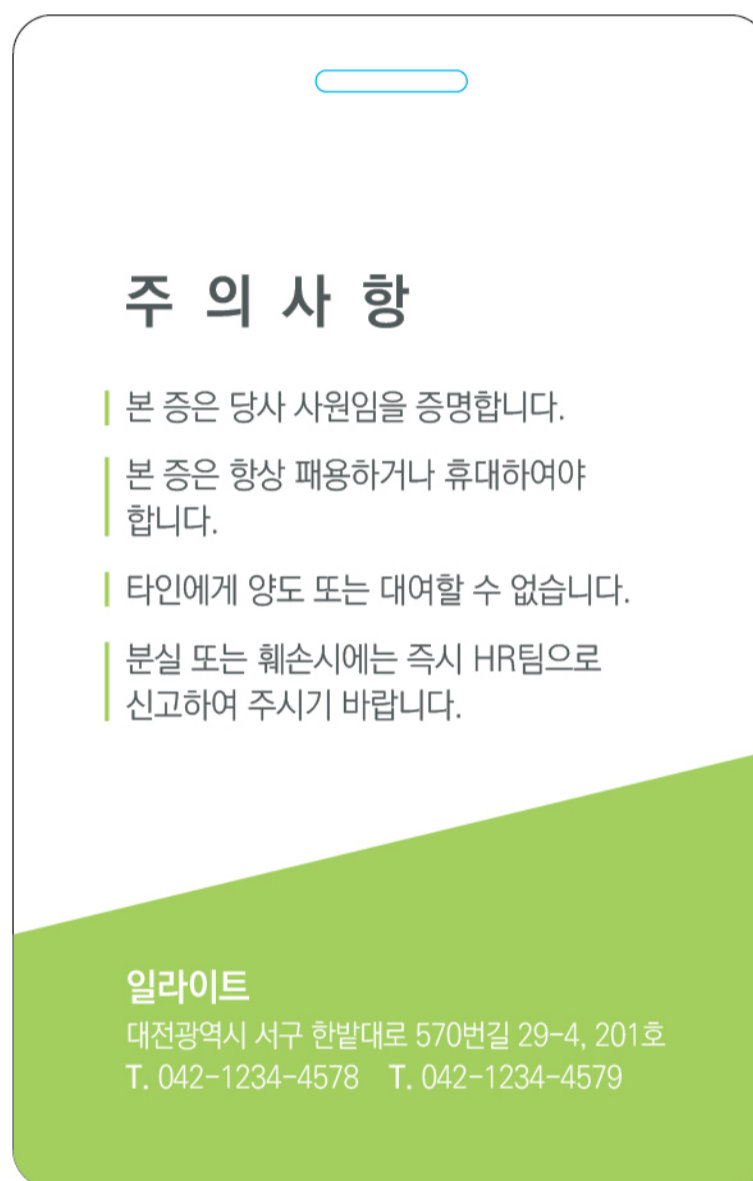 주 의 사 항
본 증은 당사 사원임을 증명합니다.
본 증은 항상 패용하거나 휴대하여야
합니다.
타인에게 양도 또는 대여할 수 없습니다.
분실 또는 훼손시에는 즉시 HR팀으로
신고하여 주시기 바랍니다.
일라이트
대전광역시 서구 한밭대로 570번길 29-4, 201호
T. 042-1234-4578 T. 042-1234-4579